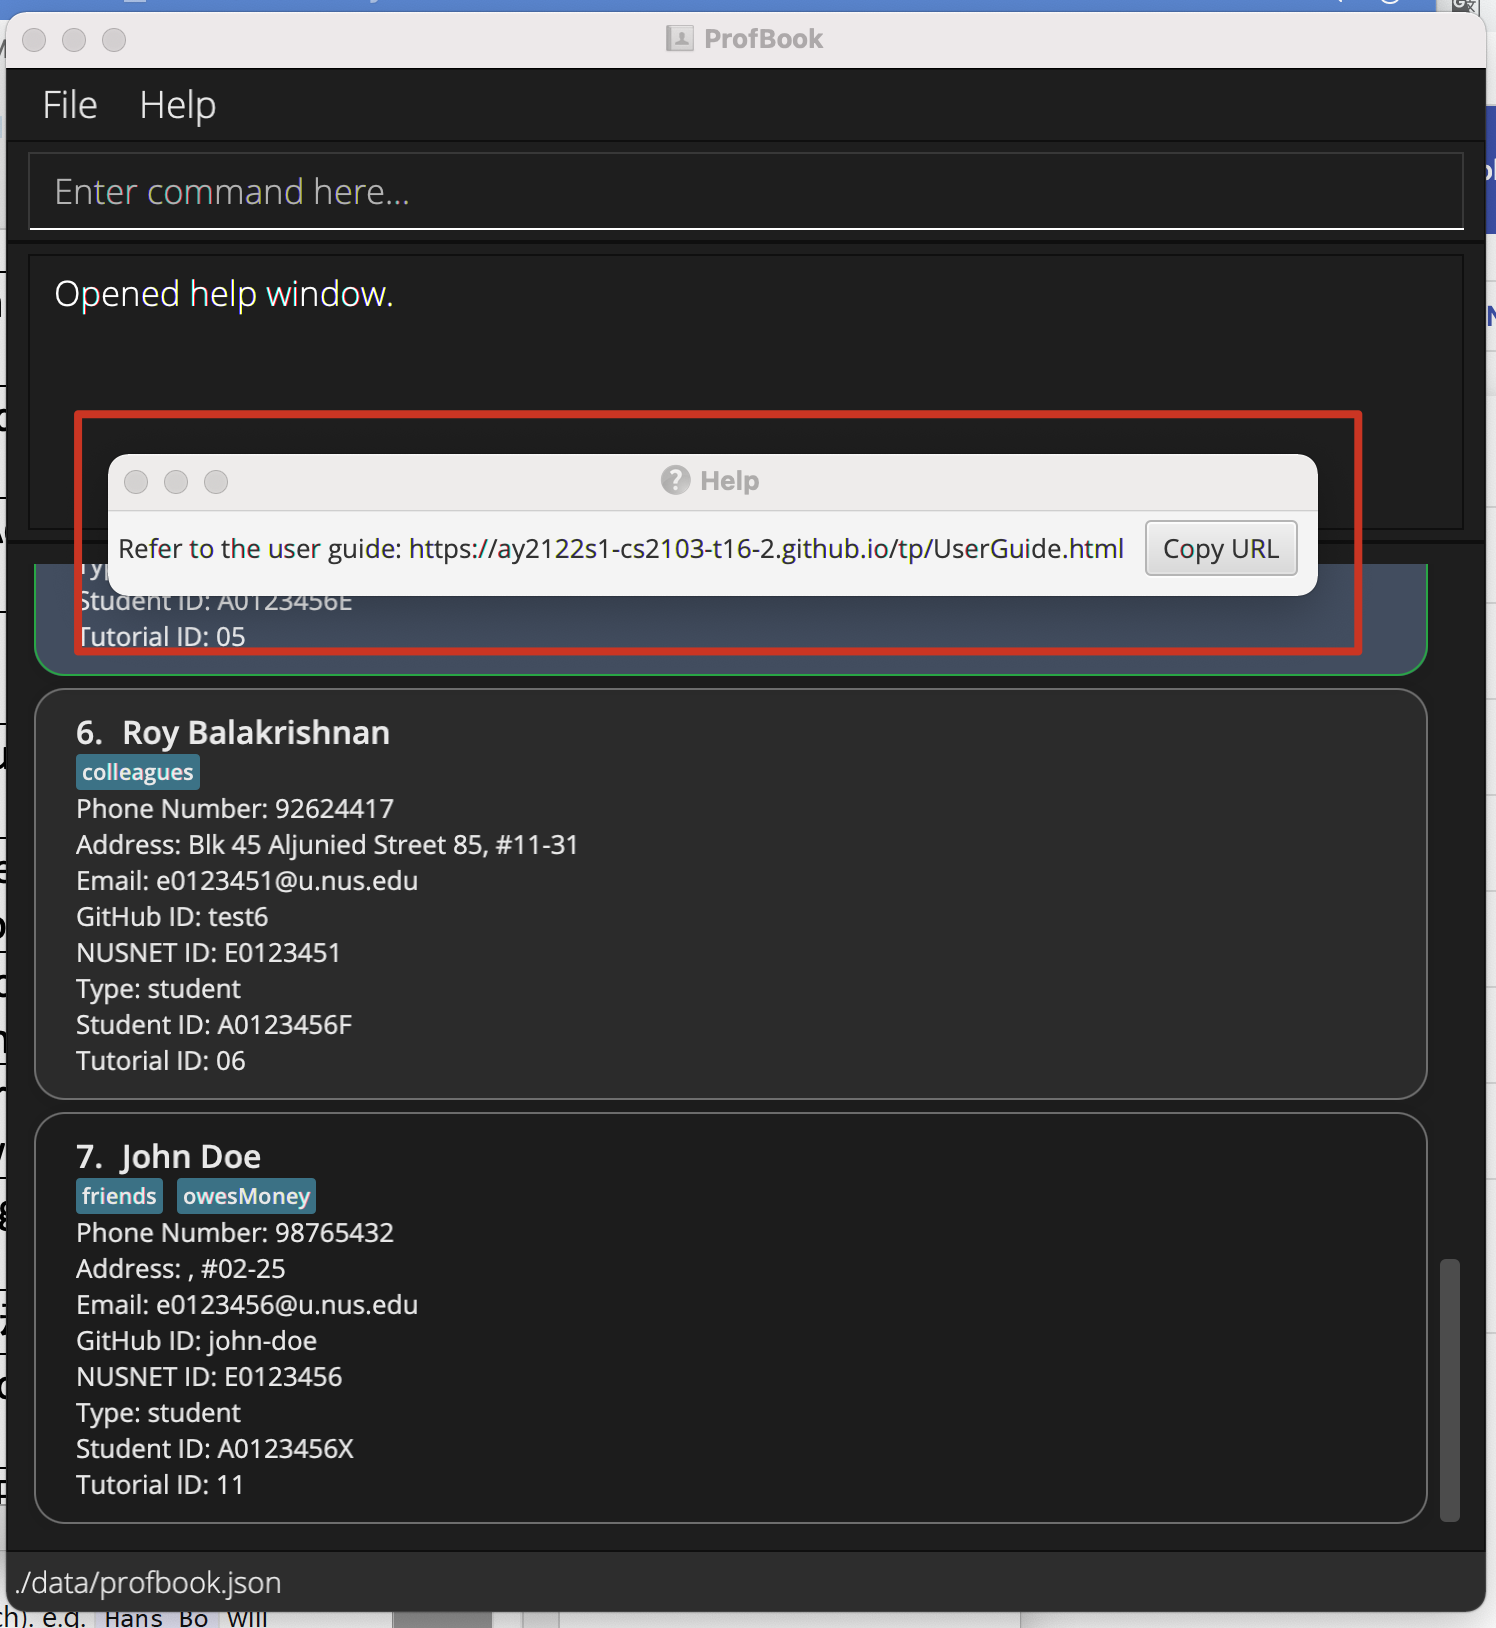 ProfBook
File Help
Enter command here...
Opened help window.
Help
Refer to the user guide: https://ay2122s1-cs2103-t16-2.github.io/tp/UserGuide.html Copy URL
Student ID: A0123456E
Tutorial ID: 05
6. Roy Balakrishnan
colleagues
Phone Number: 92624417
Address: Blk 45 Aljunied Street 85, #11-31
Email: e0123451@u.nus.edu
GitHub ID: test6
NUSNET ID: E0123451
Type: student
Student ID: A0123456F
Tutorial ID: 06
7. John Doe
friends owesMoney
Phone Number: 98765432
Address: , #02-25
Email: e0123456@u.nus.edu
GitHub ID: john-doe
NUSNET ID: E0123456
Type: student
Student ID: A0123456X
Tutorial ID: 11
./data/profbook.json
e.g. Hans Bo will